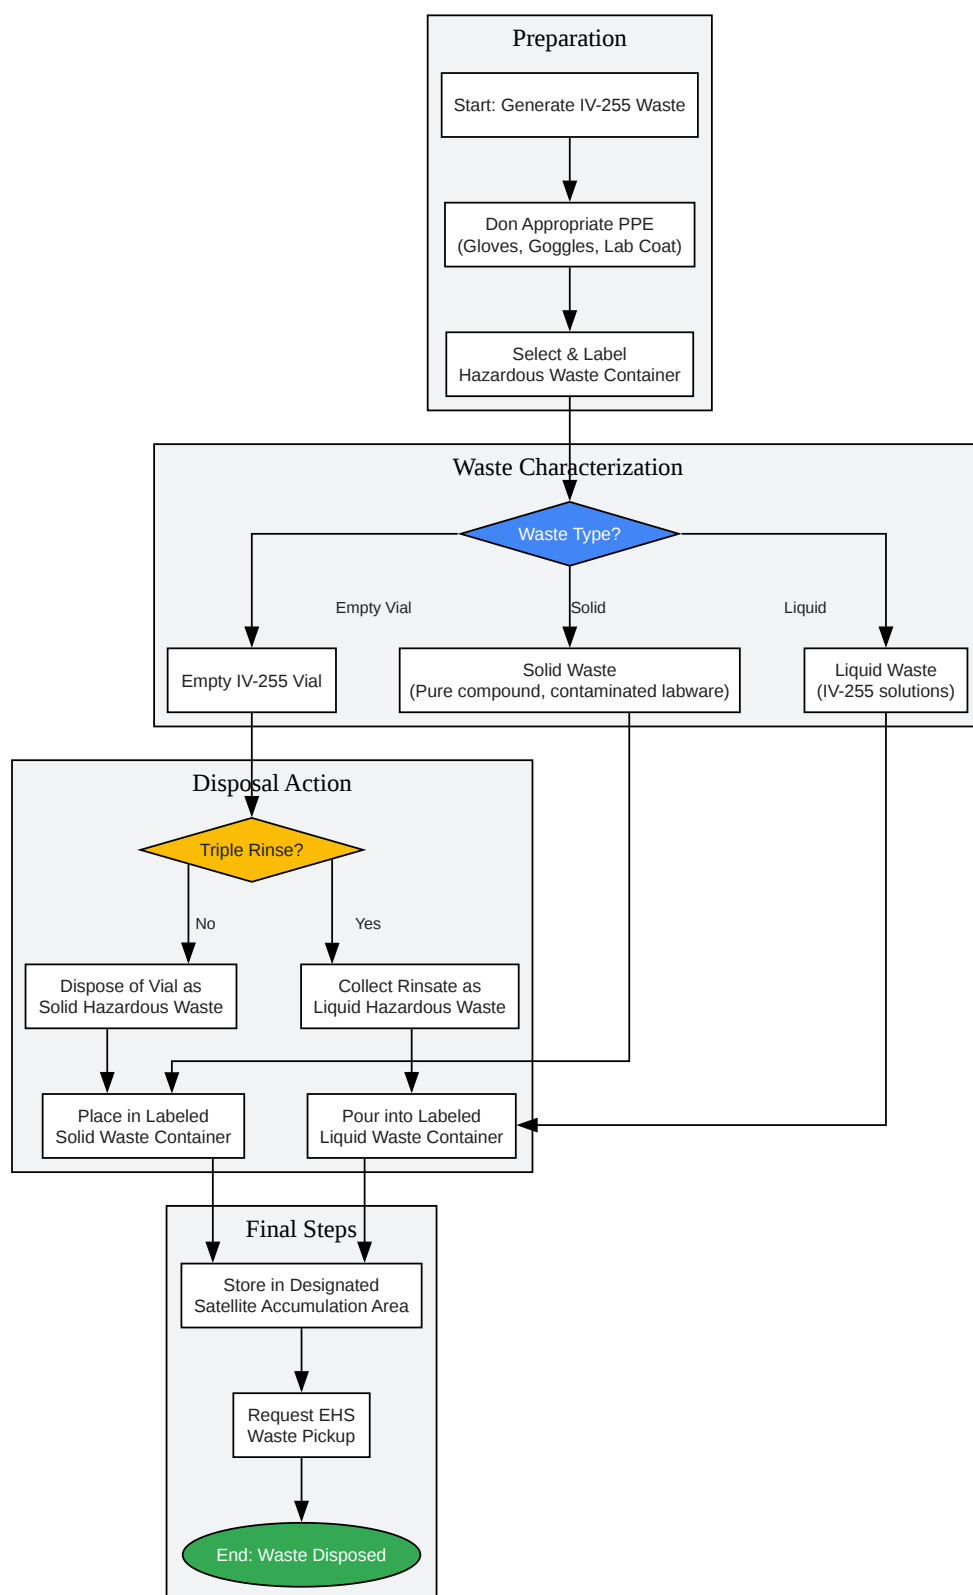 Preparation
Start: Generate IV-255 Waste
Don Appropriate PPE
(Gloves, Goggles, Lab Coat)
Select & Label
Hazardous Waste Container
Waste Characterization
Waste Type?
Empty Vial
Solid
Liquid
Empty IV-255 Vial
Solid Waste
(Pure compound, contaminated labware)
Liquid Waste
(IV-255 solutions)
Disposal Action
Triple Rinse?
No
Yes
Dispose of Vial as
Solid Hazardous Waste
Collect Rinsate as
Liquid Hazardous Waste
Place in Labeled
Solid Waste Container
Pour into Labeled
Liquid Waste Container
Final Steps
Store in Designated
Satellite Accumulation Area
Request EHS
Waste Pickup
End: Waste Disposed